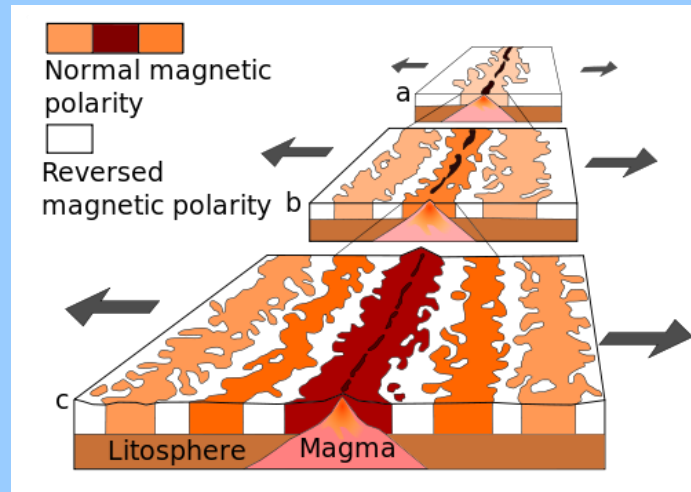 Normal magnetic
polarity
Reversed
magnetic polarity
a
b
c
Litosphere
Magma